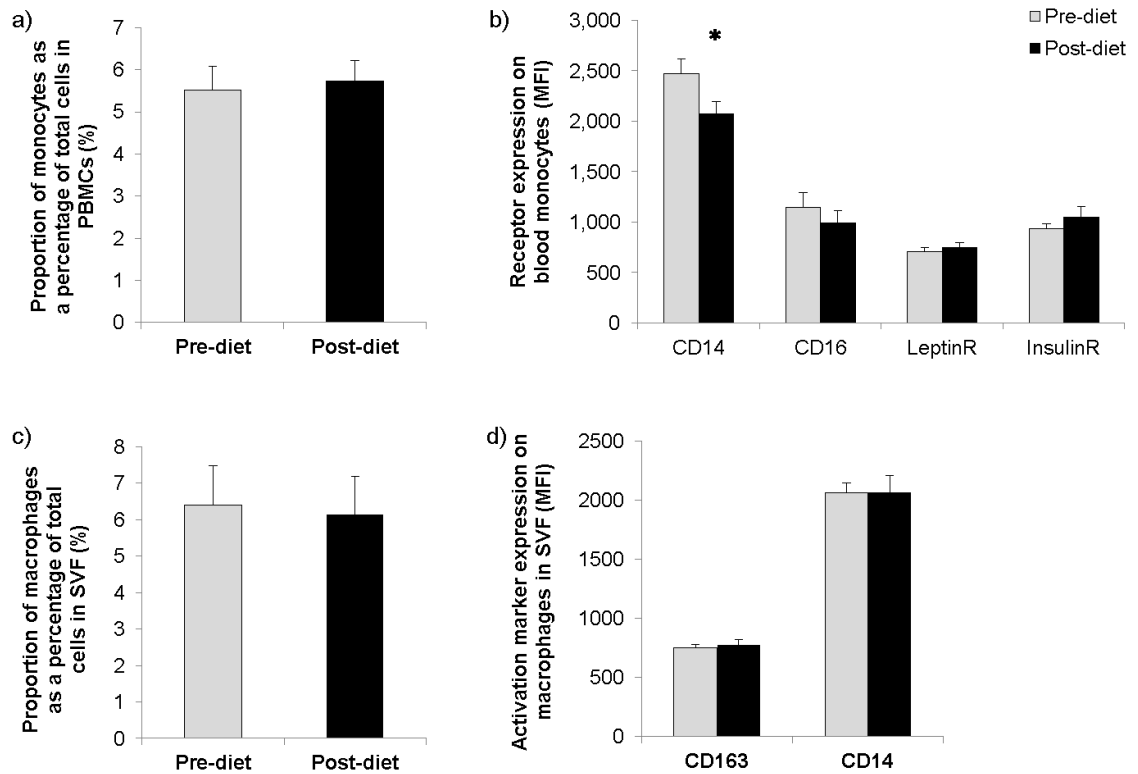 a)
Proportion of monocytes as
a percentage of total cells in
PBMCs (%)
7
6
5
4
3
2
1
0
Pre-diet
Post-diet
b)
Receptor expression on
blood monocytes (MFI)
3,000
2,500
2,000
1,500
1,000
500
0
*
Pre-diet
Post-diet
CD14
CD16
LeptinR
InsulinR
c)
Proportion of macrophages
as a percentage of total
cells in SVF (%)
8
7
6
5
4
3
2
1
0
Pre-diet
Post-diet
d)
Activation marker expression on
macrophages in SVF (MFI)
2500
2000
1500
1000
500
0
CD163
CD14